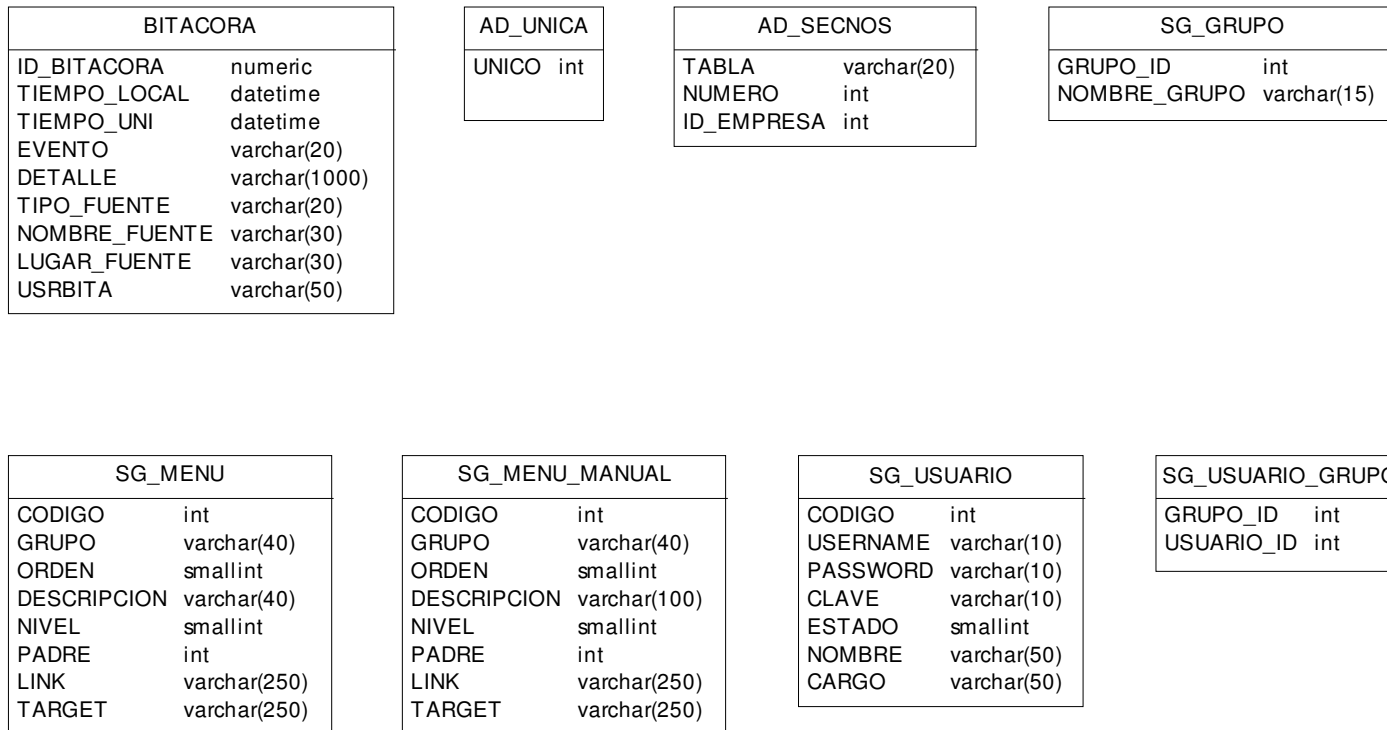 BITACORA
ID_BITACORA numeric
TIEMPO_LOCAL datetime
TIEMPO_UNI datetime
EVENTO varchar(20)
DETALLE varchar(1000)
TIPO_FUENTE varchar(20)
NOMBRE_FUENTE varchar(30)
LUGAR_FUENTE varchar(30)
USRBITA varchar(50)
AD_UNICA
UNICO int
AD_SECNOS
TABLA varchar(20)
NUMERO int
ID_EMPRESA int
SG_GRUPO
GRUPO_ID int
NOMBRE_GRUPO varchar(15)
SG_MENU
CODIGO int
GRUPO varchar(40)
ORDEN smallint
DESCRIPCION varchar(40)
NIVEL smallint
PADRE int
LINK varchar(250)
TARGET varchar(250)
SG_MENU_MANUAL
CODIGO int
GRUPO varchar(40)
ORDEN smallint
DESCRIPCION varchar(100)
NIVEL smallint
PADRE int
LINK varchar(250)
TARGET varchar(250)
SG_USUARIO
CODIGO int
USERNAME varchar(10)
PASSWORD varchar(10)
CLAVE varchar(10)
ESTADO smallint
NOMBRE varchar(50)
CARGO varchar(50)
SG_USUARIO_GRUPO
GRUPO_ID int
USUARIO_ID int